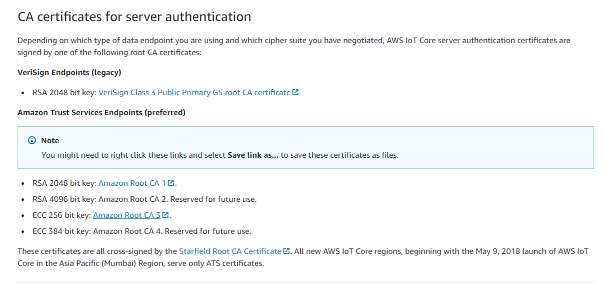 CA certificates for server authentication
Depending on which type of data endpoint you are using and which cipher suite you have negotiated, AWS IoT Core server authentication certificates are
signed by one of the following root CA certificates:
VeriSign Endpoints (legacy)
• RSA 2048 bit key: VeriSign Class 3 Public Primary G5 root CA certificate
Amazon Trust Services Endpoints (preferred)
Note
You might need to right click these links and select Save link as... to save these certificates as files.
• RSA 2048 bit key: Amazon Root CA 1.
• RSA 4096 bit key: Amazon Root CA 2. Reserved for future use.
• ECC 256 bit key: Amazon Root CA 3.
• ECC 384 bit key: Amazon Root CA 4. Reserved for future use.
These certificates are all cross-signed by the Starfield Root CA Certificate. All new AWS IoT Core regions, beginning with the May 9, 2018 launch of AWS IoT
Core in the Asia Pacific (Mumbai) Region, serve only ATS certificates.